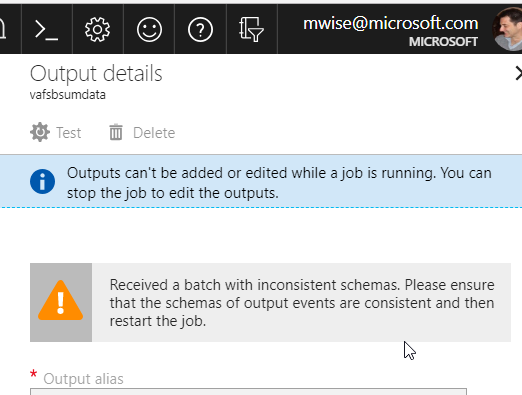 mwise@microsoft.com
MICROSOFT
Output details
vafsbsumdata
Test
Delete
Outputs can't be added or edited while a job is running. You can
stop the job to edit the outputs.
Received a batch with inconsistent schemas. Please ensure
that the schemas of output events are consistent and then
restart the job.
* Output alias